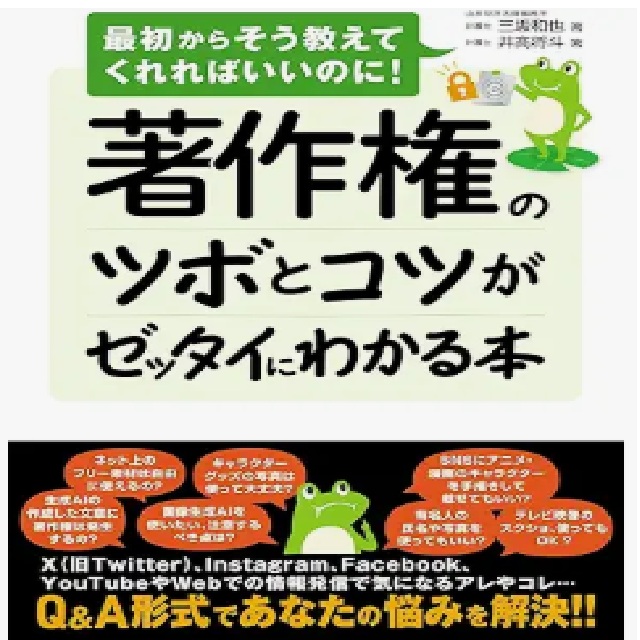 最初からそう教えて
くれればいいのに!
三坂和也 著
井髙将斗 著
著作権の
ツボとコツが
ゼッタイにわかる本
ネット上の
フリー素材は自由
に使えるの?
キャラクター
グッズの写真は
使って大丈夫?
SNSにアニメ・
漫画のキャラクター
を手描きして
載せてもいい?
生成AIの
作成した文章に
著作権は発生
するの?
画像生成AIを
使いたい、注意する
べき点は?
有名人の
氏名や写真を
使ってもいい?
テレビ映像の
スクショ、使っても
OK?
X(旧Twitter)、Instagram、Facebook、
YouTubeやWebでの情報発信で気になるアレやコレ…
Q&A形式であなたの悩みを解決!!